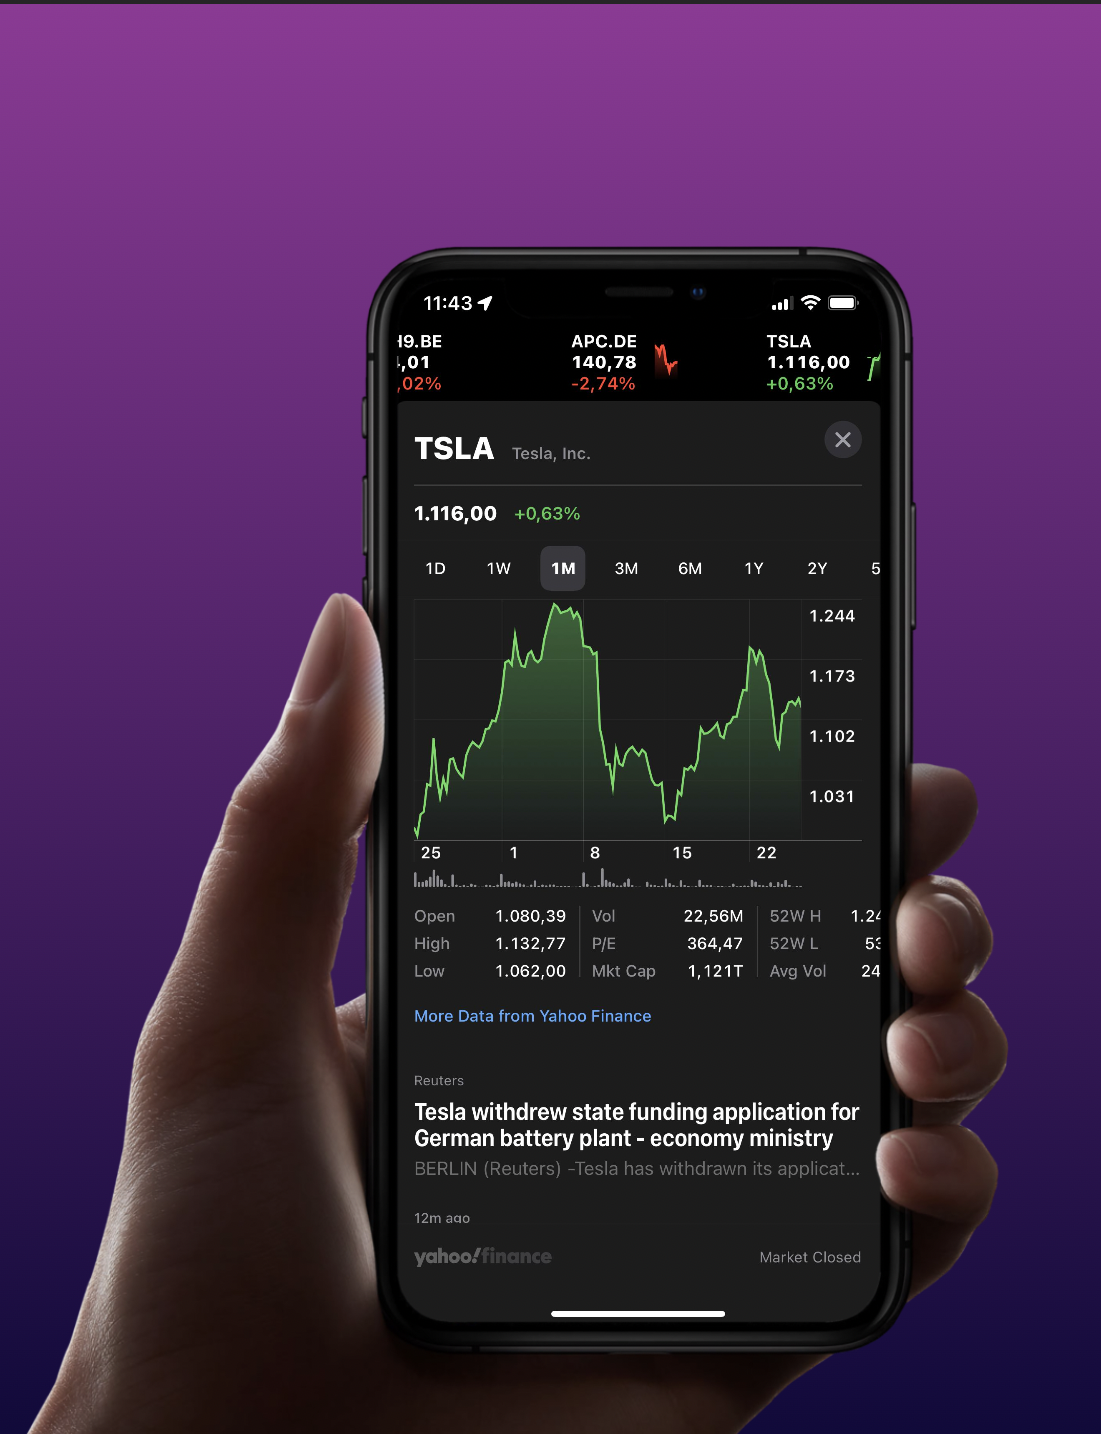 11:43
H9.BE APC.DE TSLA
,01 140,78 1.116,00
,02% -2,74% +0,63%
TSLA Tesla, Inc.
1.116,00 +0,63%
1D 1W 1M 3M 6M 1Y 2Y 5
1.244
1.173
1.102
1.031
25 1 8 15 22
Open 1.080,39 Vol 22,56M 52W H 1.24
High 1.132,77 P/E 364,47 52W L 53
Low 1.062,00 Mkt Cap 1,121T Avg Vol 24
More Data from Yahoo Finance
Reuters
Tesla withdrew state funding application for
German battery plant - economy ministry
BERLIN (Reuters) -Tesla has withdrawn its applicat...
12m ago
yahoo!finance Market Closed